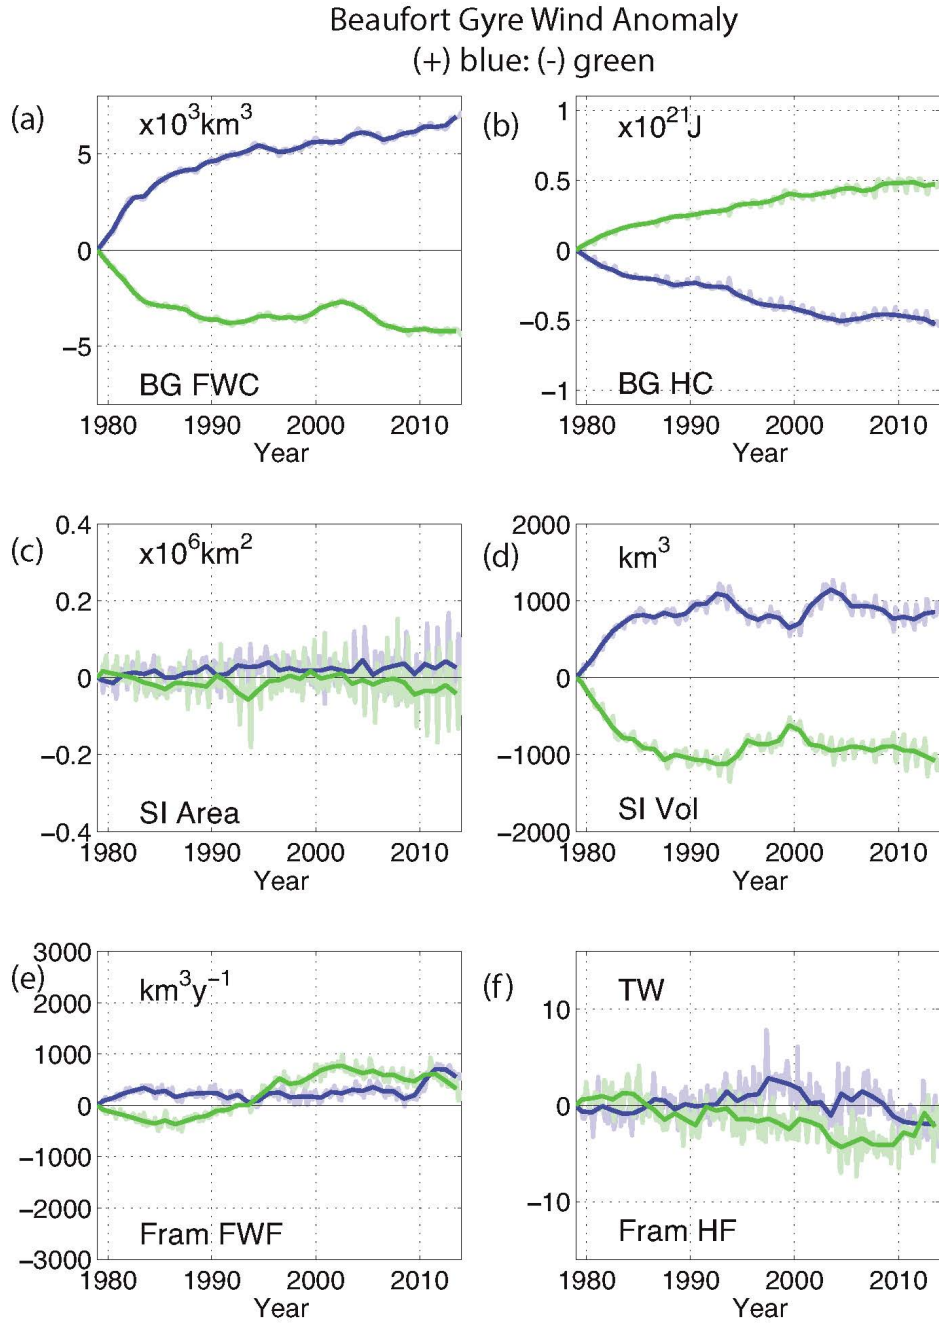 Beaufort Gyre Wind Anomaly
(+) blue: (-) green
(a)
x10³km³
5
0
−5
BG FWC
1980 1990 2000 2010
Year
(b)
x10²¹J
1
0.5
0
−0.5
−1
BG HC
1980 1990 2000 2010
Year
(c)
x10⁶km²
0.4
0.2
0
−0.2
−0.4
SI Area
1980 1990 2000 2010
Year
(d)
km³
2000
1000
0
−1000
−2000
SI Vol
1980 1990 2000 2010
Year
(e)
km³y⁻¹
3000
2000
1000
0
−1000
−2000
−3000
Fram FWF
1980 1990 2000 2010
Year
(f)
TW
10
0
−10
Fram HF
1980 1990 2000 2010
Year